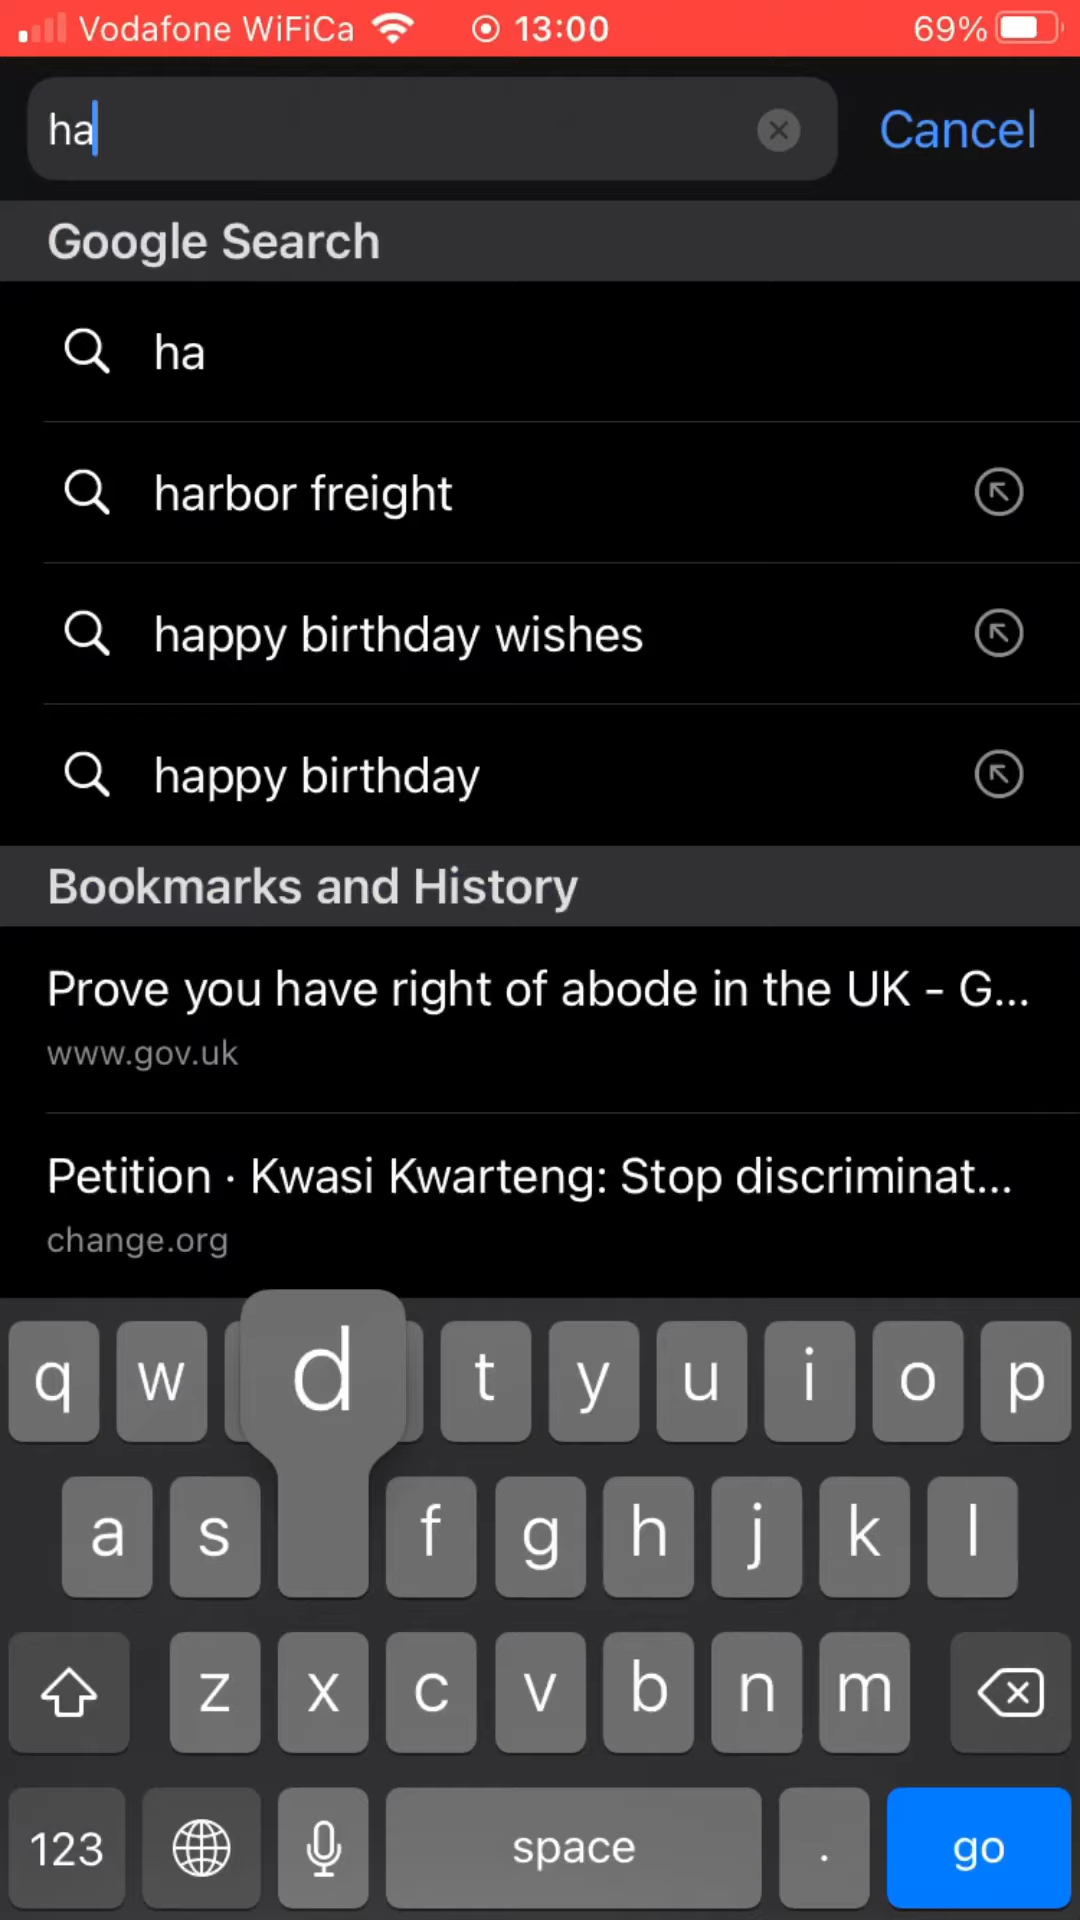 Vodafone WiFiCa 13:00 69%
ha Cancel
Google Search
ha
harbor freight
happy birthday wishes
happy birthday
Bookmarks and History
Prove you have right of abode in the UK - G...
www.gov.uk
Petition · Kwasi Kwarteng: Stop discriminat...
change.org
q w d t y u i o p
a s f g h j k l
z x c v b n m
123 space . go